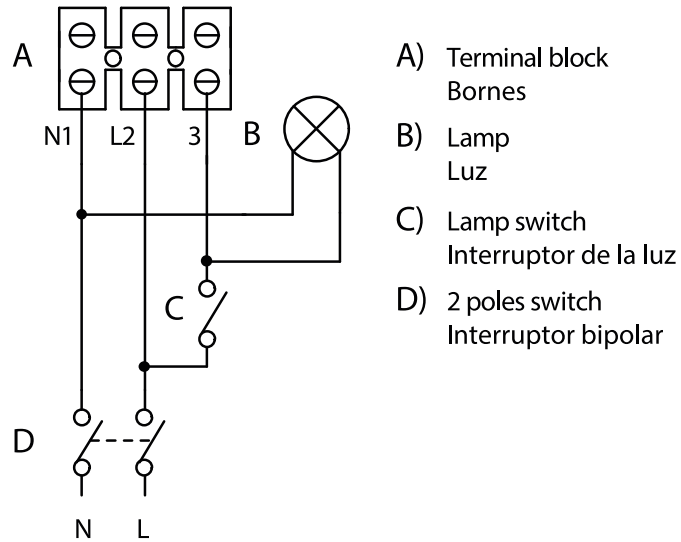 A
N1 L2 3 B
C
D
N L
A) Terminal block
Bornes
B) Lamp
Luz
C) Lamp switch
Interruptor de la luz
D) 2 poles switch
Interruptor bipolar